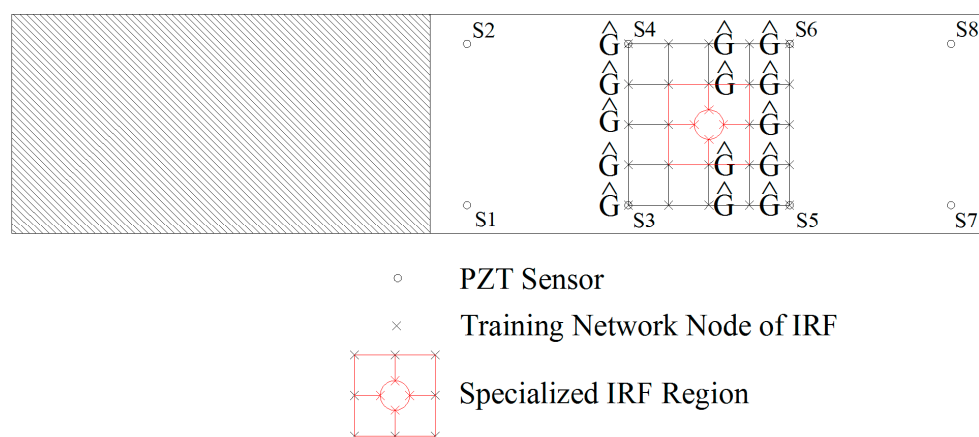 S2 Ĝ S4 Ĝ Ĝ S6 S8
Ĝ Ĝ Ĝ
Ĝ Ĝ
Ĝ Ĝ Ĝ
S1 Ĝ S3 Ĝ Ĝ S5 S7
PZT Sensor
Training Network Node of IRF
Specialized IRF Region